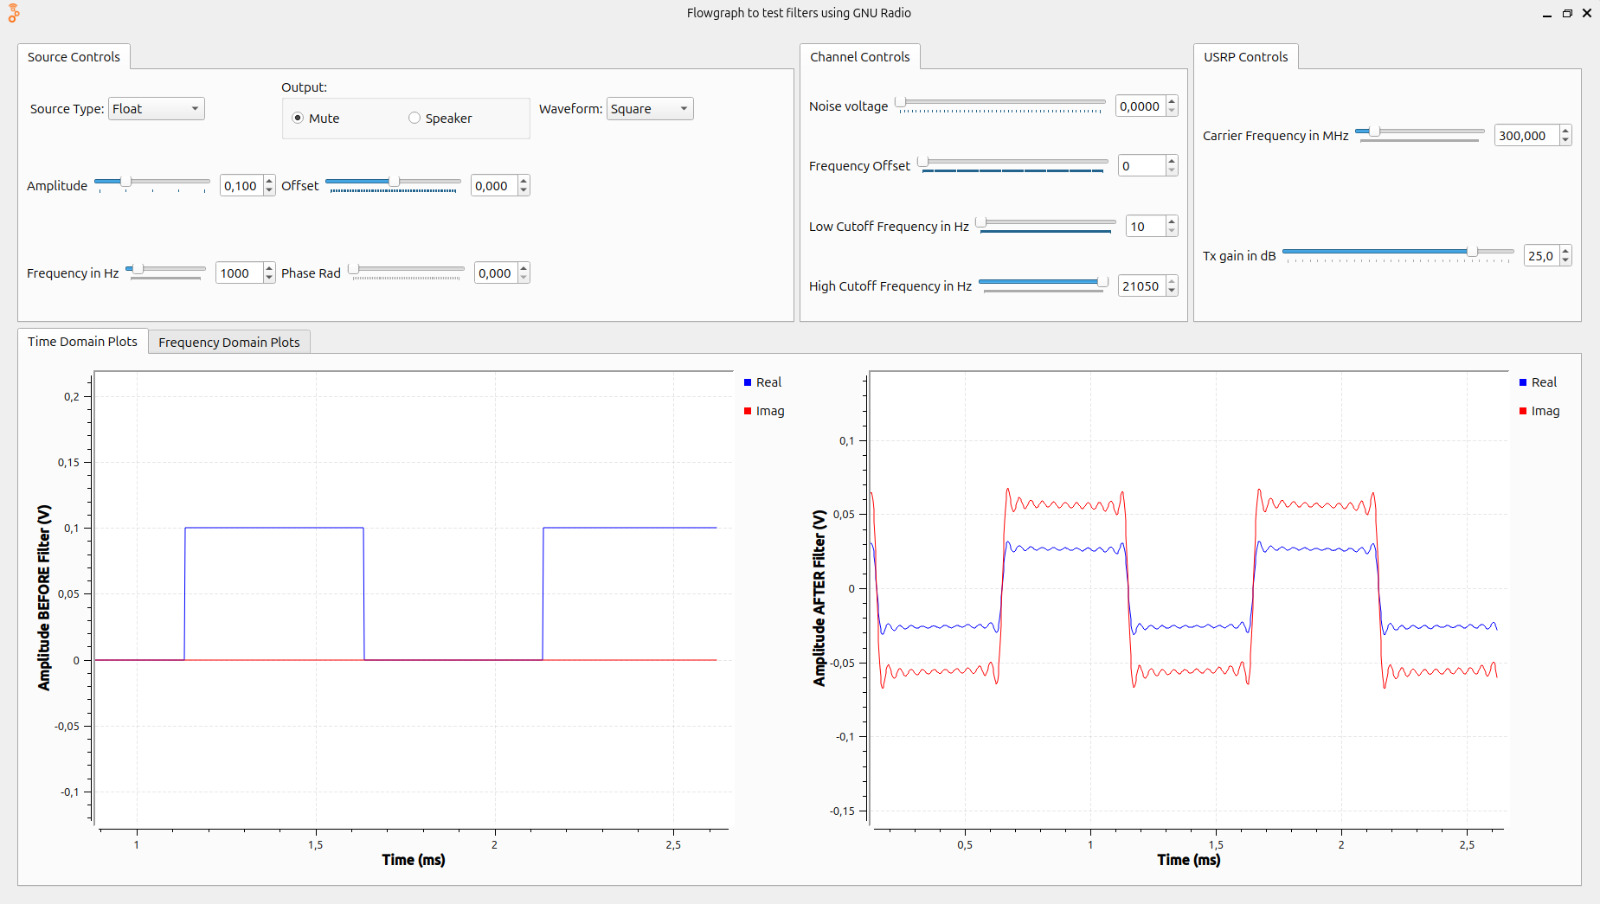 Flowgraph to test filters using GNU Radio
Source Controls
Source Type: Float
Output:
Mute
Speaker
Waveform: Square
Amplitude 0,100
Offset 0,000
Frequency in Hz 1000
Phase Rad 0,000
Channel Controls
Noise voltage 0,0000
Frequency Offset 0
Low Cutoff Frequency in Hz 10
High Cutoff Frequency in Hz 21050
USRP Controls
Carrier Frequency in MHz 300,000
Tx gain in dB 25,0
Time Domain Plots
Frequency Domain Plots
Amplitude BEFORE Filter (V)
0,2
0,15
0,1
0,05
0
-0,05
-0,1
1 1,5 2 2,5
Time (ms)
Real
Imag
Amplitude AFTER Filter (V)
0,1
0,05
0
-0,05
-0,1
-0,15
0,5 1 1,5 2 2,5
Time (ms)
Real
Imag